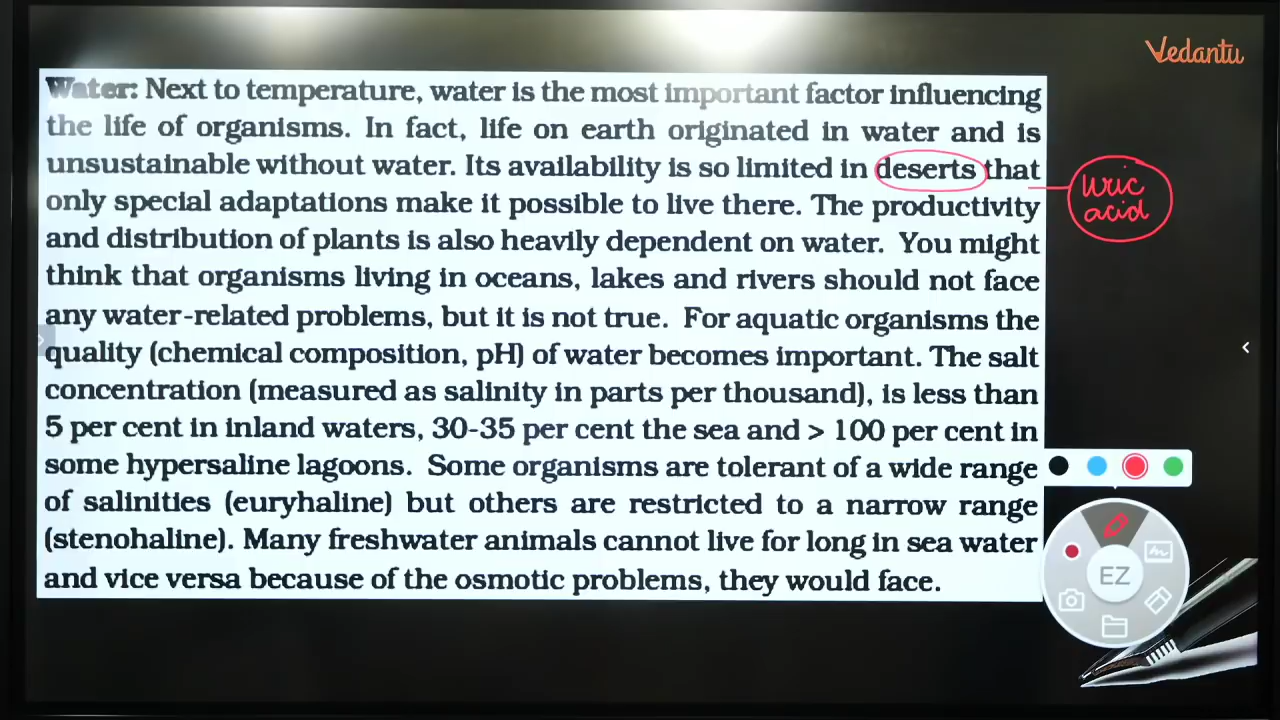 Vedantu
Water: Next to temperature, water is the most important factor influencing
the life of organisms. In fact, life on earth originated in water and is
unsustainable without water. Its availability is so limited in deserts that
only special adaptations make it possible to live there. The productivity
and distribution of plants is also heavily dependent on water. You might
think that organisms living in oceans, lakes and rivers should not face
any water-related problems, but it is not true. For aquatic organisms the
quality (chemical composition, pH) of water becomes important. The salt
concentration (measured as salinity in parts per thousand), is less than
5 per cent in inland waters, 30-35 per cent the sea and > 100 per cent in
some hypersaline lagoons. Some organisms are tolerant of a wide range
of salinities (euryhaline) but others are restricted to a narrow range
(stenohaline). Many freshwater animals cannot live for long in sea water
and vice versa because of the osmotic problems, they would face.
Uric
acid
EZ